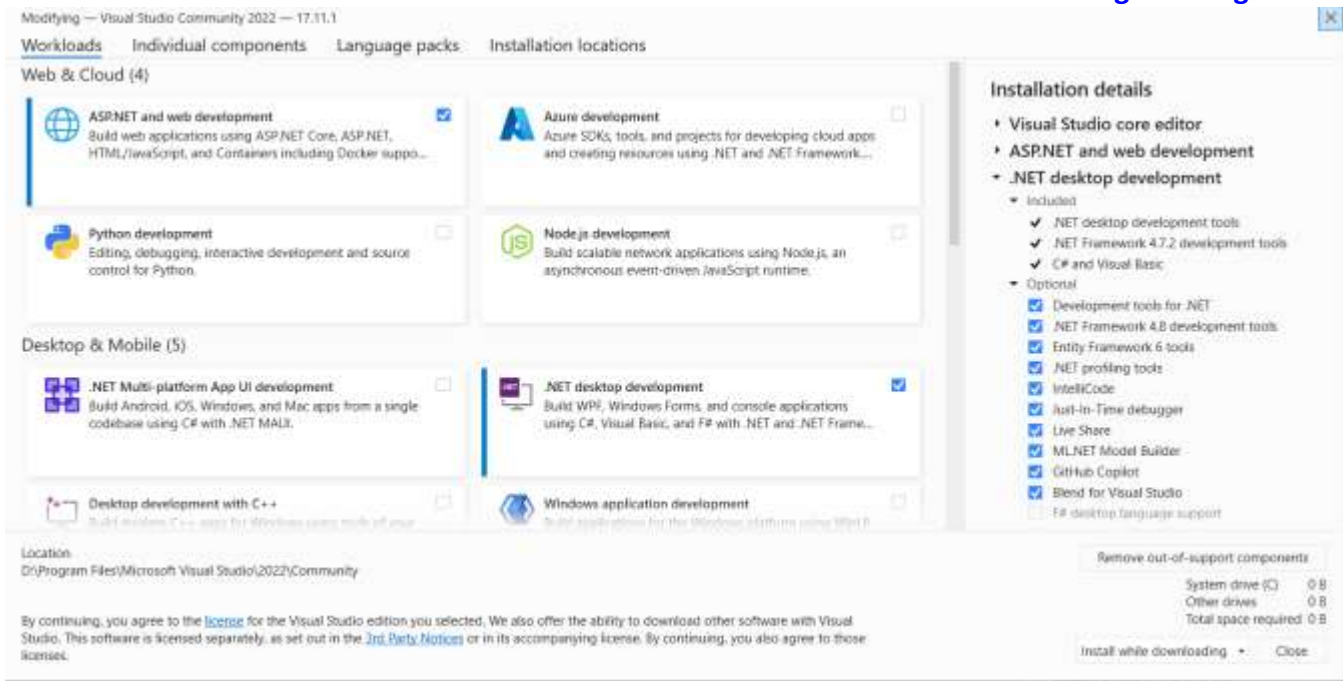 Modifying — Visual Studio Community 2022 — 17.11.1
Workloads Individual components Language packs Installation locations
Web & Cloud (4)
ASP.NET and web development
Build web applications using ASP.NET Core, ASP.NET,
HTML/JavaScript, and Containers including Docker suppo...
Azure development
Azure SDKs, tools, and projects for developing cloud apps
and creating resources using .NET and .NET Framework....
Python development
Editing, debugging, interactive development and source
control for Python.
Node.js development
Build scalable network applications using Node.js, an
asynchronous event-driven JavaScript runtime.
Desktop & Mobile (5)
.NET Multi-platform App UI development
Build Android, iOS, Windows, and Mac apps from a single
codebase using C# with .NET MAUI.
.NET desktop development
Build WPF, Windows Forms, and console applications
using C#, Visual Basic, and F# with .NET and .NET Frame...
Desktop development with C++
Windows application development
Installation details
Visual Studio core editor
ASP.NET and web development
.NET desktop development
Included
.NET desktop development tools
.NET Framework 4.7.2 development tools
C# and Visual Basic
Optional
Development tools for .NET
.NET Framework 4.8 development tools
Entity Framework 6 tools
.NET profiling tools
IntelliCode
Just-In-Time debugger
Live Share
ML.NET Model Builder
GitHub Copilot
Blend for Visual Studio
F# desktop language support
Location
D:\Program Files\Microsoft Visual Studio\2022\Community
By continuing, you agree to the license for the Visual Studio edition you selected. We also offer the ability to download other software with Visual
Studio. This software is licensed separately, as set out in the 3rd Party Notices or in its accompanying license. By continuing, you also agree to those
licenses.
Remove out-of-support components
System drive (C) 0 B
Other drives 0 B
Total space required 0 B
Install while downloading Close